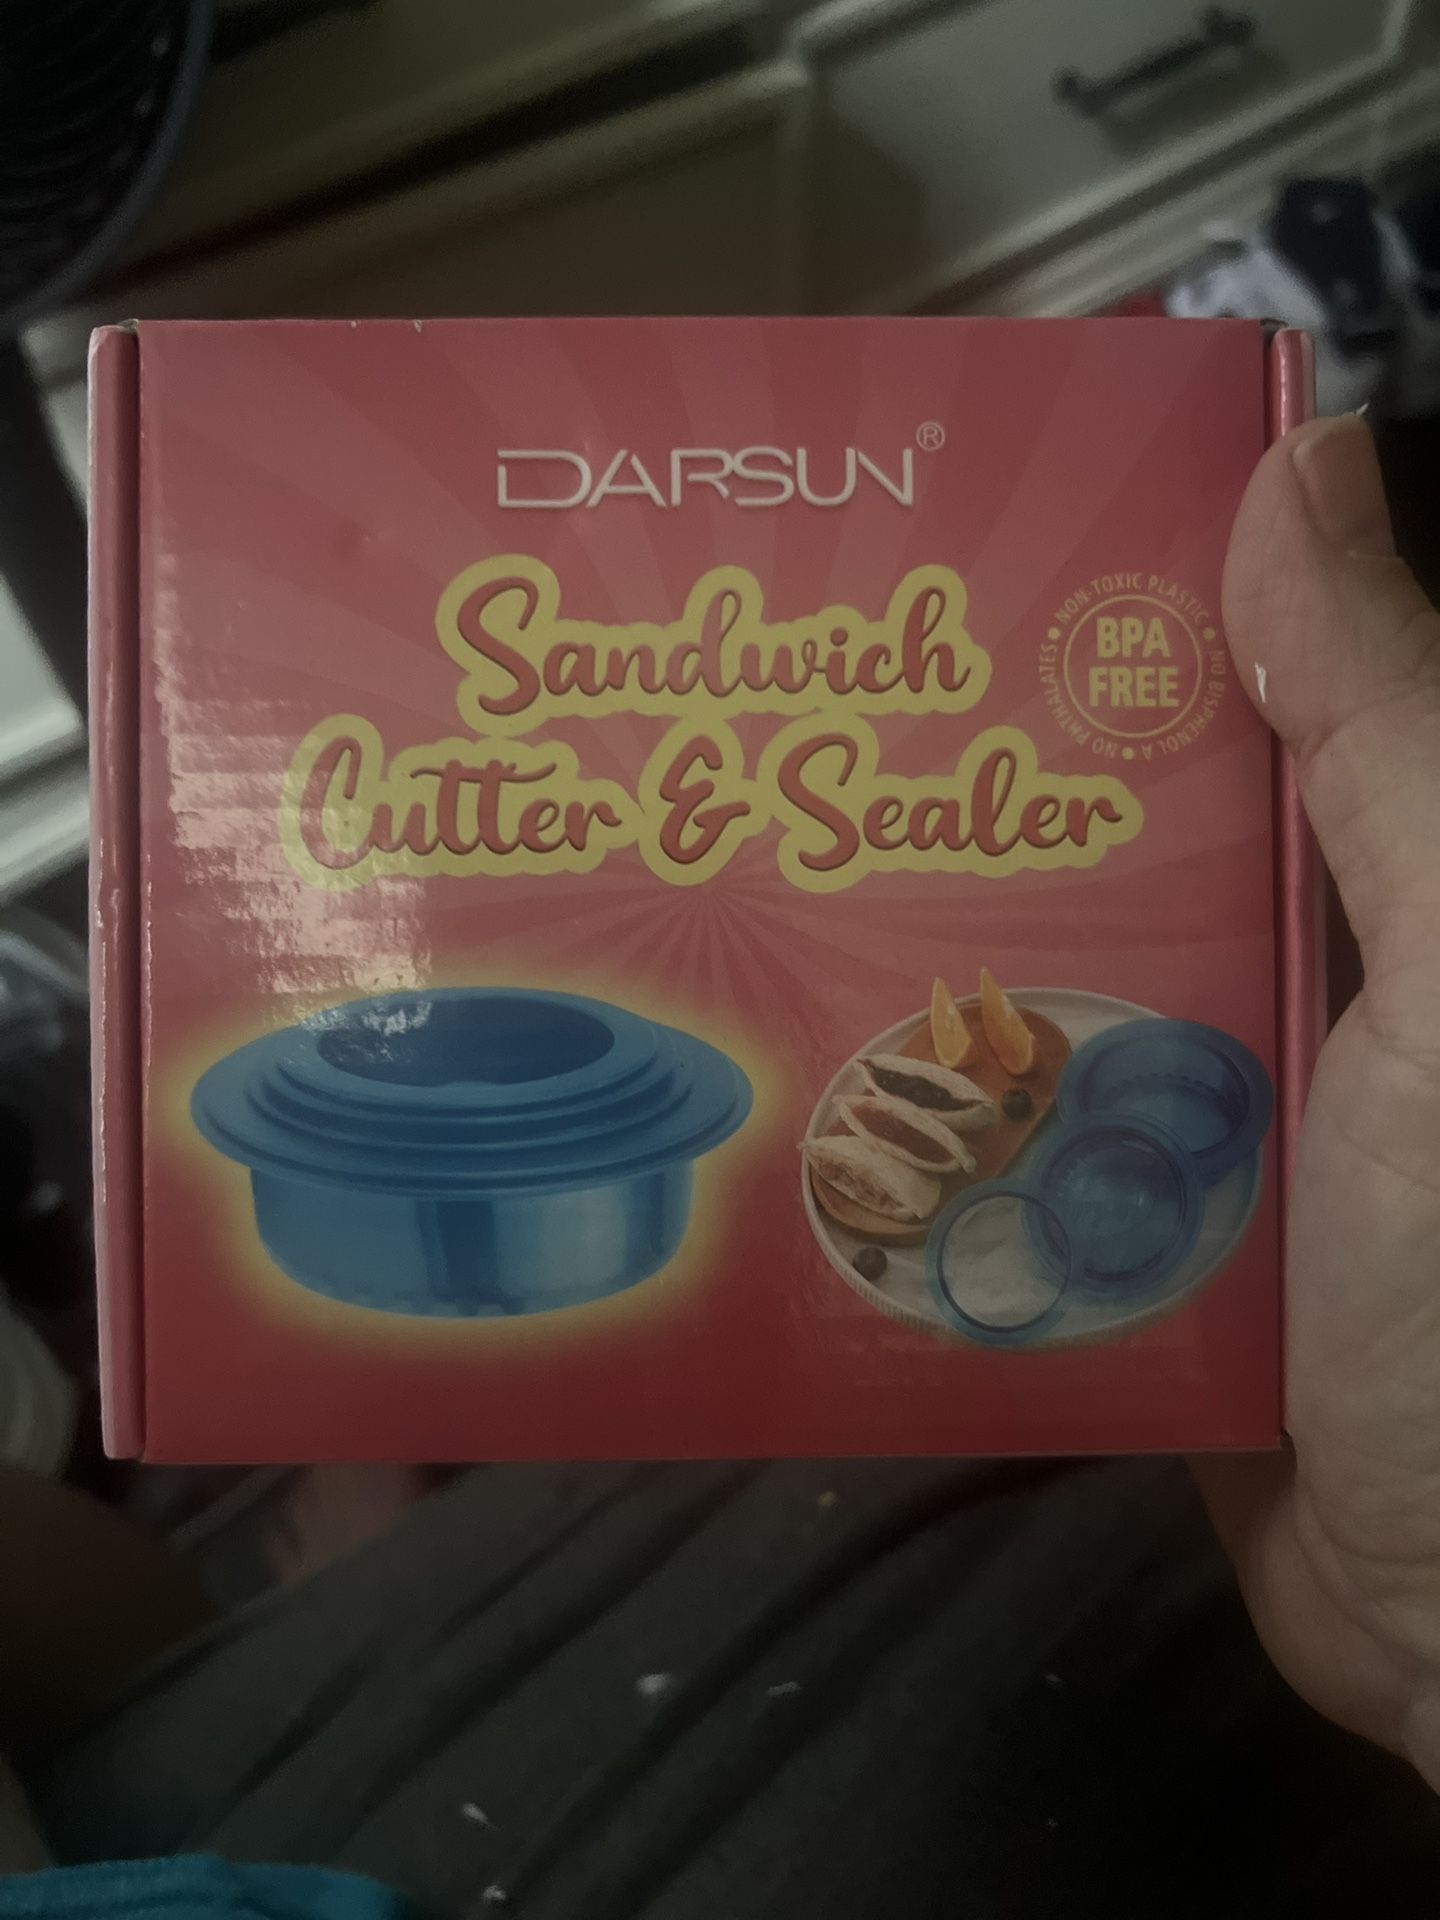 DARSUN®
Sandwich
Cutter & Sealer
NON-TOXIC PLASTIC • NO BISPHENOL A • NO PHTHALATES •
BPA
FREE